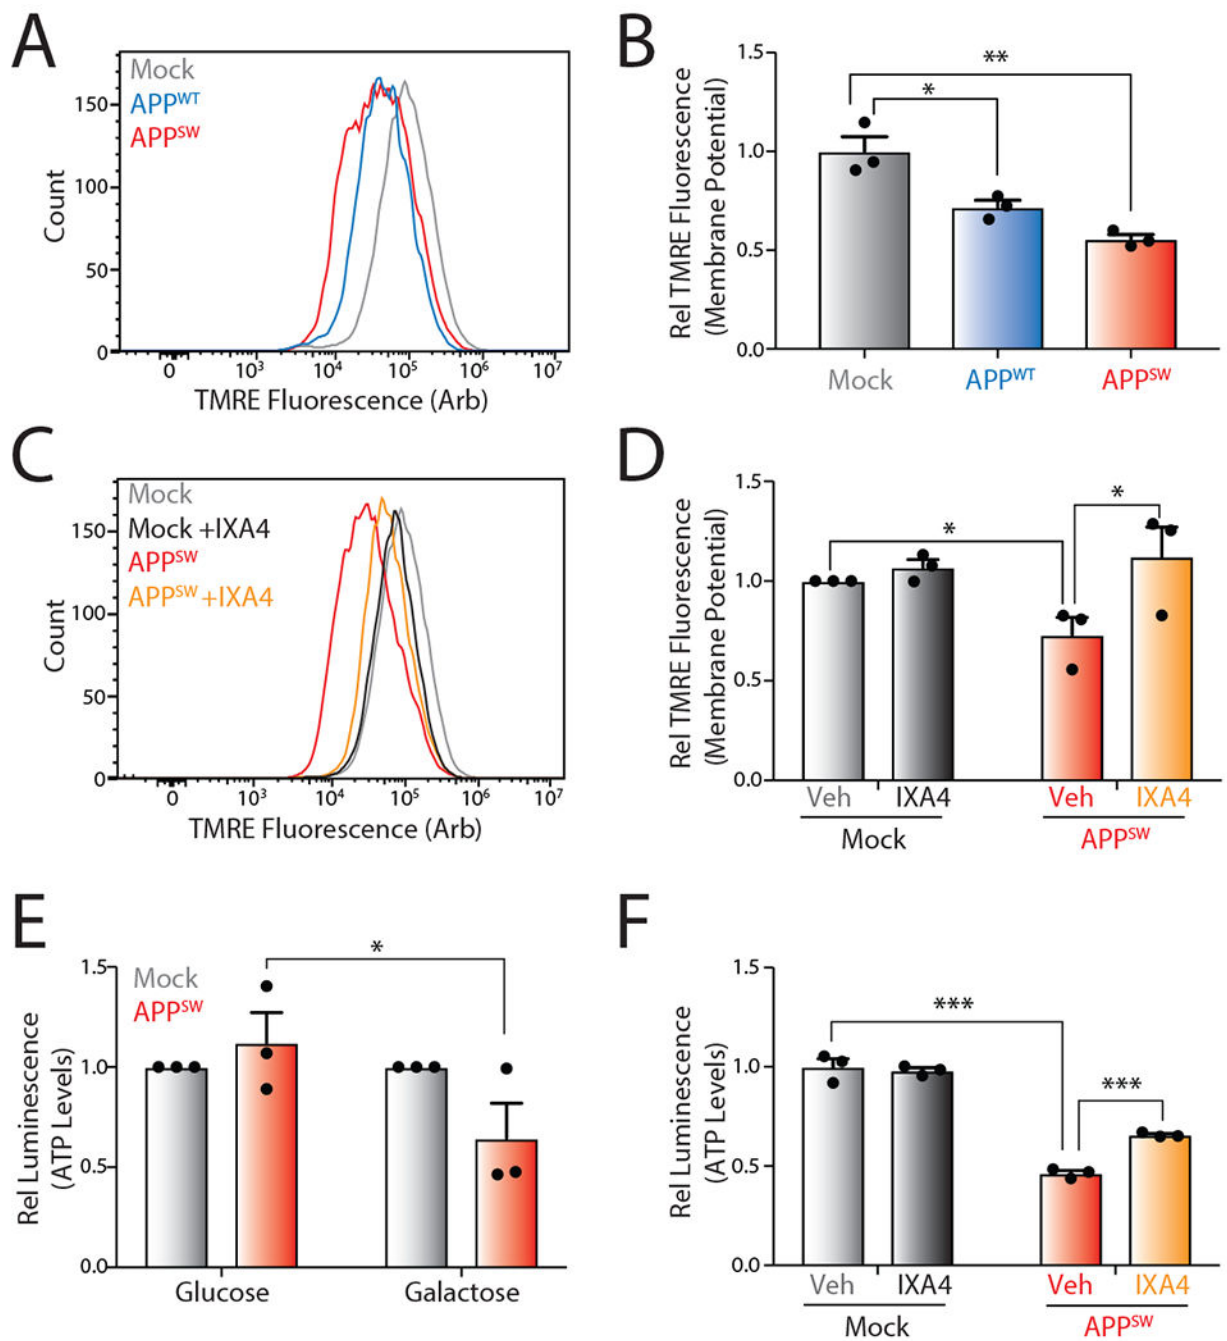 A
Mock
APPWT
APPSW
Count
150
100
50
0
0 10³ 10⁴ 10⁵ 10⁶ 10⁷
TMRE Fluorescence (Arb)
B
Rel TMRE Fluorescence
(Membrane Potential)
1.5
1.0
0.5
0.0
**
*
Mock APPWT APPSW
C
Mock
Mock +IXA4
APPSW
APPSW +IXA4
Count
150
100
50
0
0 10³ 10⁴ 10⁵ 10⁶ 10⁷
TMRE Fluorescence (Arb)
D
Rel TMRE Fluorescence
(Membrane Potential)
1.5
1.0
0.5
0.0
*
*
Veh IXA4 Veh IXA4
Mock APPSW
E
Mock
APPSW
Rel Luminescence
(ATP Levels)
1.5
1.0
0.5
0.0
*
Glucose Galactose
F
Rel Luminescence
(ATP Levels)
1.5
1.0
0.5
0.0
***
***
Veh IXA4 Veh IXA4
Mock APPSW